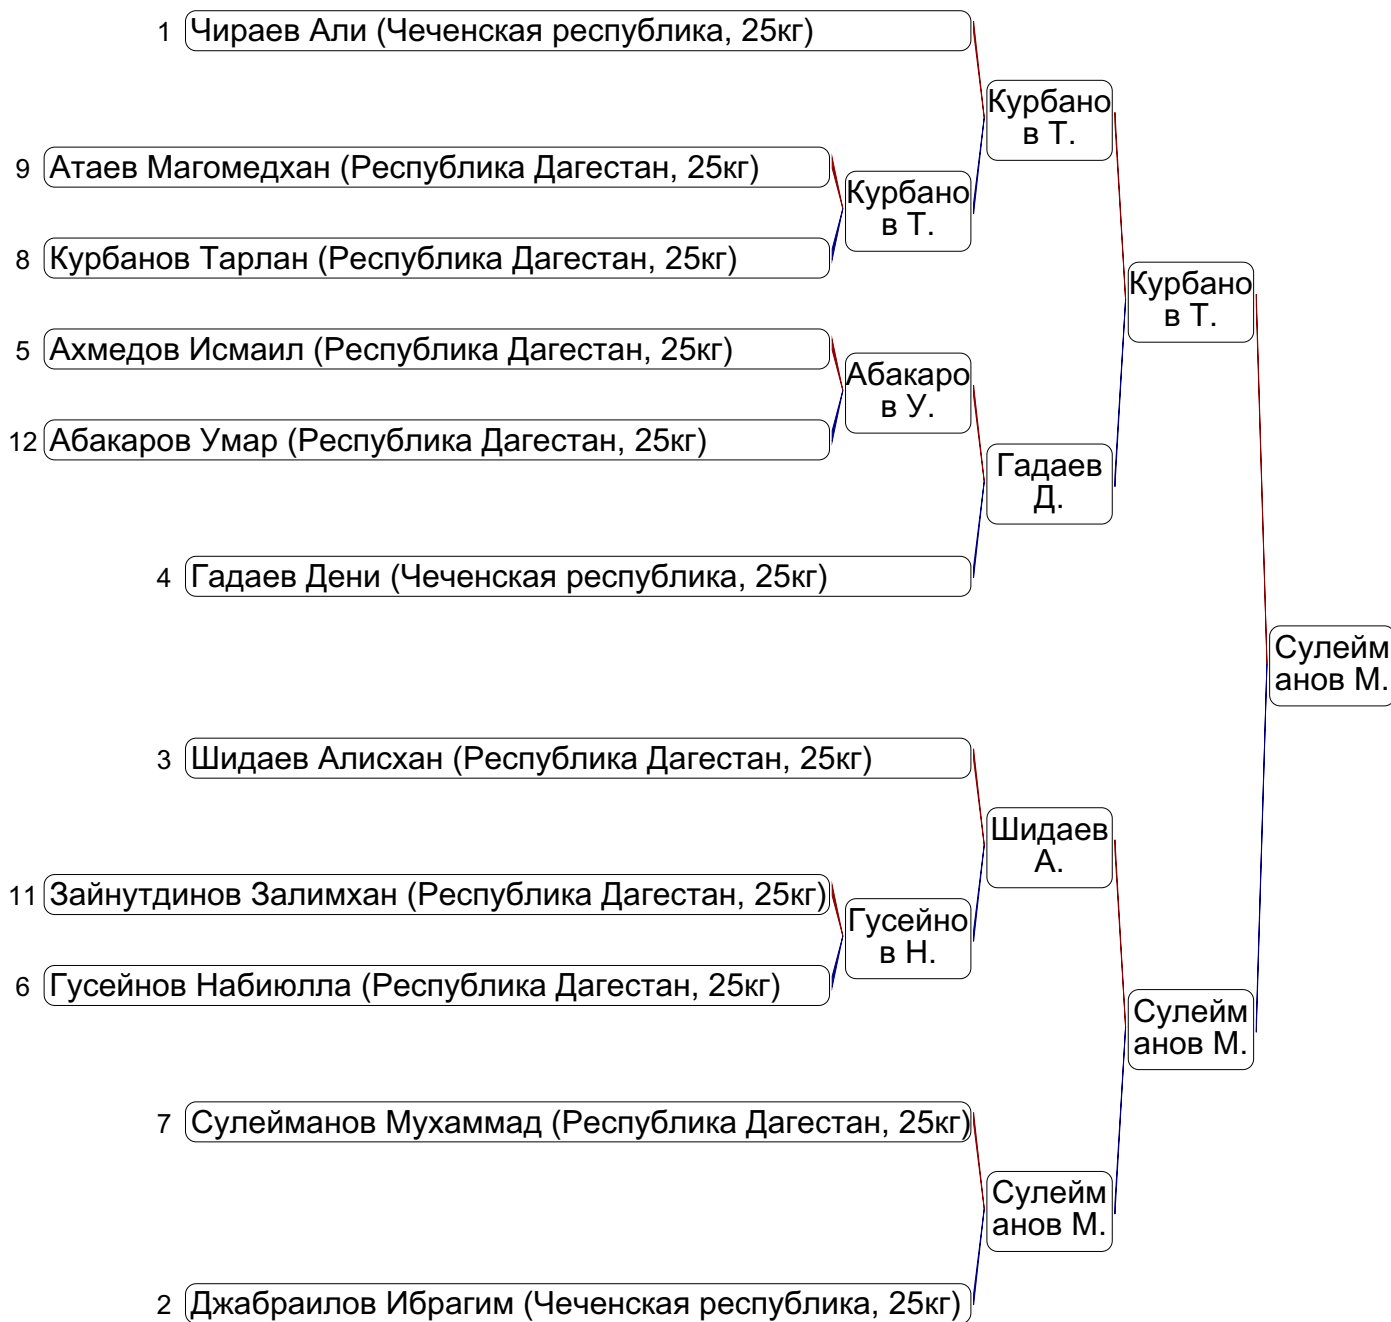 1 Чираев Али (Чеченская республика, 25кг)
Курбано
в Т.
9 Атаев Магомедхан (Республика Дагестан, 25кг)
Курбано
в Т.
8 Курбанов Тарлан (Республика Дагестан, 25кг)
Курбано
в Т.
5 Ахмедов Исмаил (Республика Дагестан, 25кг)
Абакаро
в У.
12 Абакаров Умар (Республика Дагестан, 25кг)
Гадаев
Д.
4 Гадаев Дени (Чеченская республика, 25кг)
Сулейм
анов М.
3 Шидаев Алисхан (Республика Дагестан, 25кг)
Шидаев
А.
11 Зайнутдинов Залимхан (Республика Дагестан, 25кг)
Гусейно
в Н.
6 Гусейнов Набиюлла (Республика Дагестан, 25кг)
Сулейм
анов М.
7 Сулейманов Мухаммад (Республика Дагестан, 25кг)
Сулейм
анов М.
2 Джабраилов Ибрагим (Чеченская республика, 25кг)